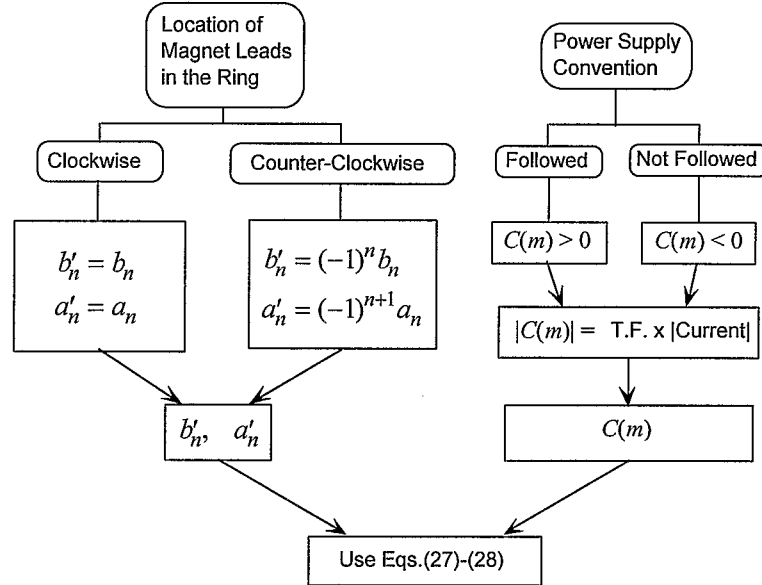 Location of
Magnet Leads
in the Ring
Power Supply
Convention
Clockwise
Counter-Clockwise
Followed
Not Followed
b′ₙ = bₙ
a′ₙ = aₙ
b′ₙ = (−1)ⁿ bₙ
a′ₙ = (−1)ⁿ⁺¹ aₙ
C(m) > 0
C(m) < 0
|C(m)| = T.F. x |Current|
b′ₙ, a′ₙ
C(m)
Use Eqs.(27)-(28)